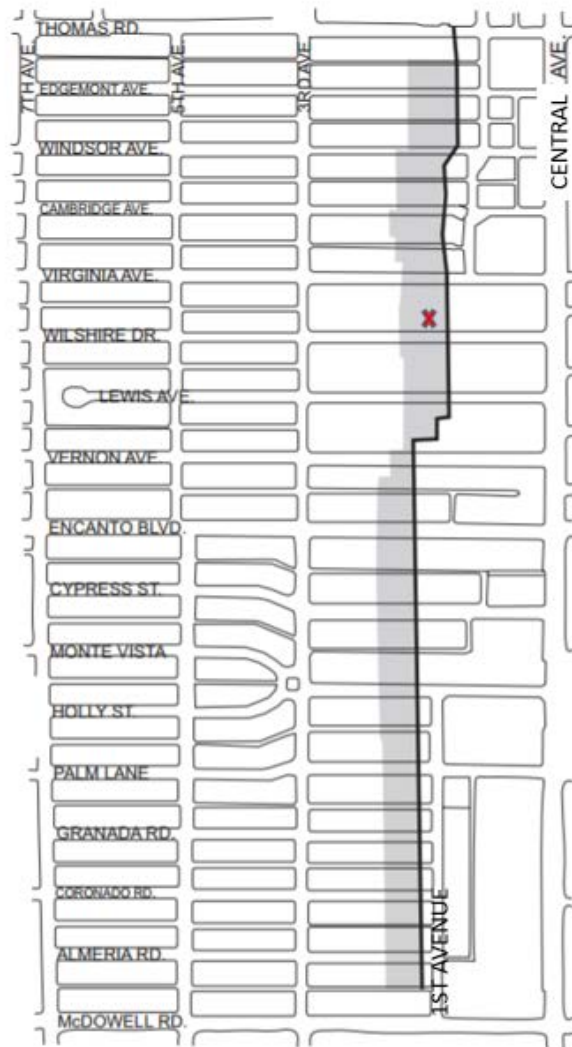 THOMAS RD.
7TH AVE.
5TH AVE.
3RD AVE
CENTRAL AVE.
EDGEMONT AVE.
WINDSOR AVE.
CAMBRIDGE AVE.
VIRGINIA AVE.
X
WILSHIRE DR.
LEWIS AVE.
VERNON AVE.
ENCANTO BLVD.
CYPRESS ST.
MONTE VISTA
HOLLY ST.
PALM LANE
GRANADA RD.
CORONADO RD.
1ST AVENUE
ALMERIA RD.
McDOWELL RD.